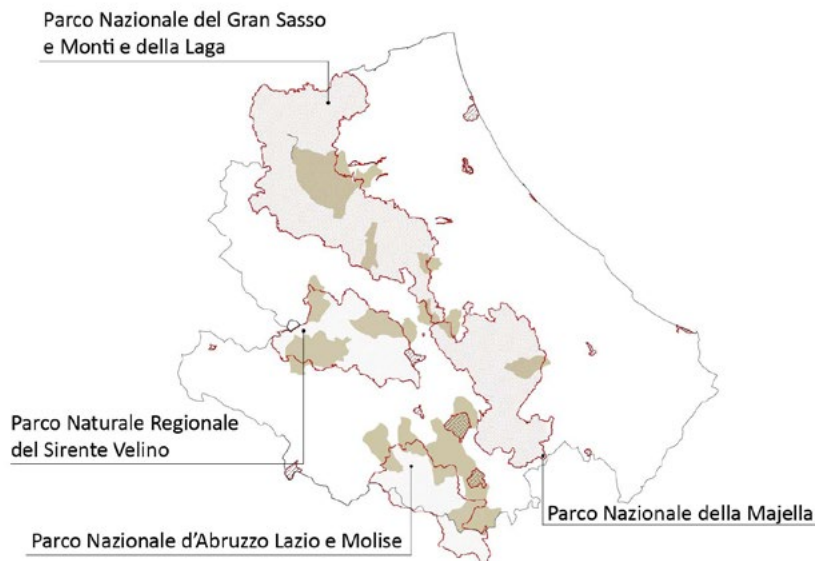 Parco Nazionale del Gran Sasso
e Monti e della Laga
Parco Naturale Regionale
del Sirente Velino
Parco Nazionale della Majella
Parco Nazionale d'Abruzzo Lazio e Molise